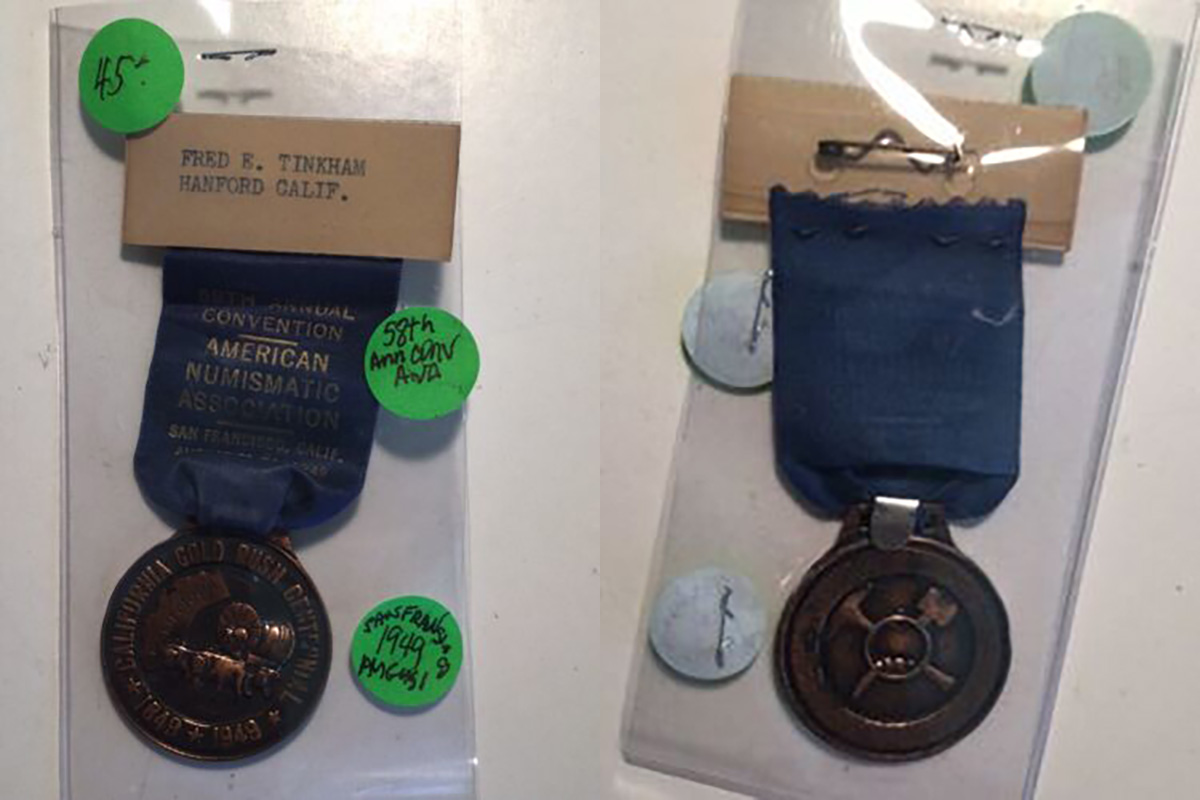 45
FRED E. TINKHAM
HANFORD CALIF.
58TH ANNUAL
CONVENTION
AMERICAN
NUMISMATIC
ASSOCIATION
SAN FRANCISCO, CALIF.
58th
Ann CONV
ANA
CALIFORNIA GOLD RUSH CENTENNIAL
1849 ★ 1949
1949